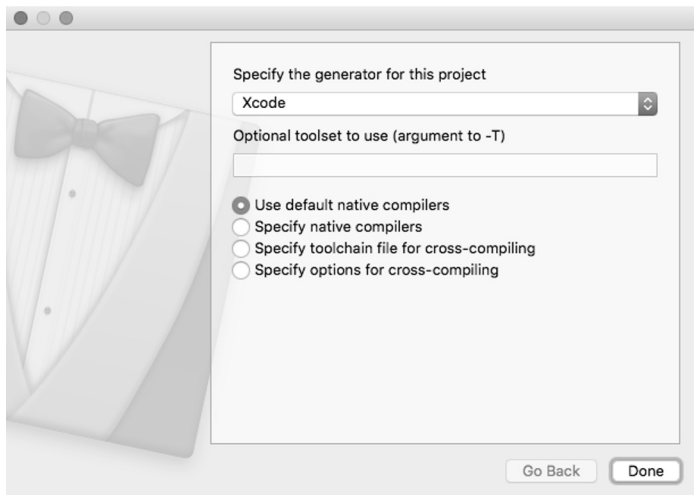 Specify the generator for this project
Xcode
Optional toolset to use (argument to -T)
Use default native compilers
Specify native compilers
Specify toolchain file for cross-compiling
Specify options for cross-compiling
Go Back
Done